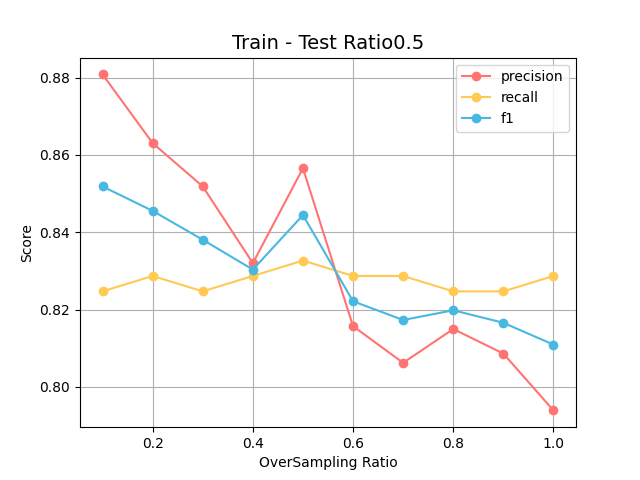 Train - Test Ratio0.5
precision
recall
f1
Score
0.88
0.86
0.84
0.82
0.80
0.2 0.4 0.6 0.8 1.0
OverSampling Ratio